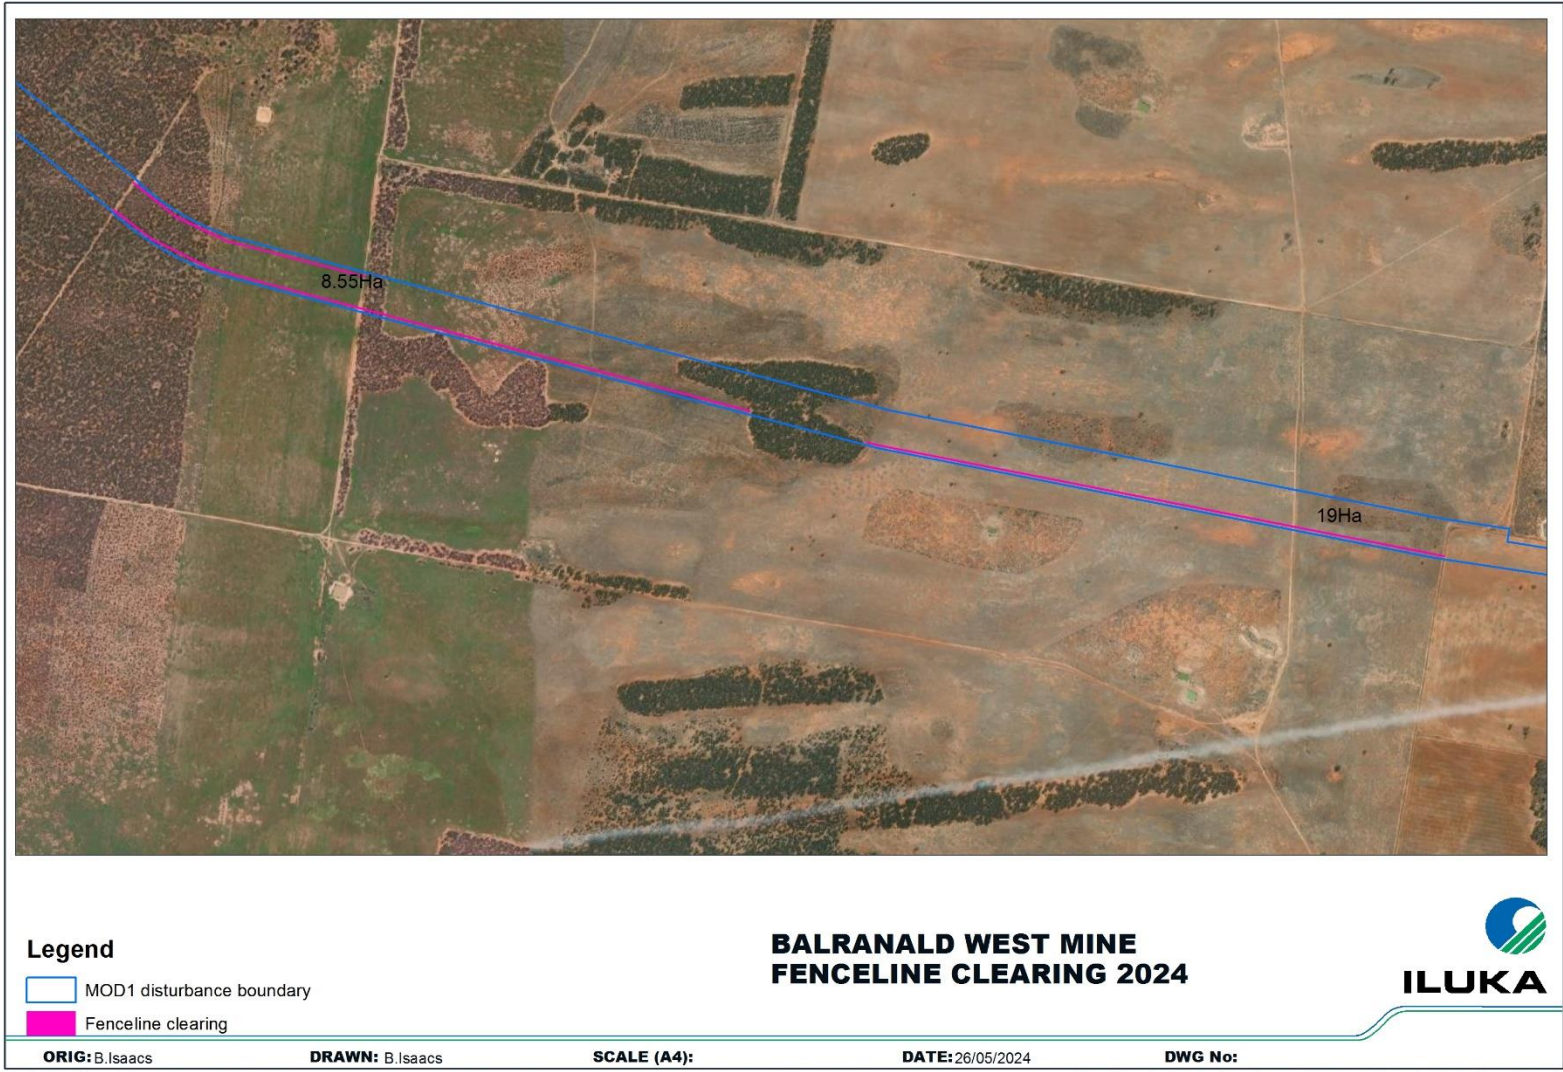 8.55Ha
19Ha
Legend
MOD1 disturbance boundary
Fenceline clearing
BALRANALD WEST MINE
FENCELINE CLEARING 2024
ILUKA
ORIG: B.Isaacs DRAWN: B.Isaacs SCALE (A4): DATE: 26/05/2024 DWG No: